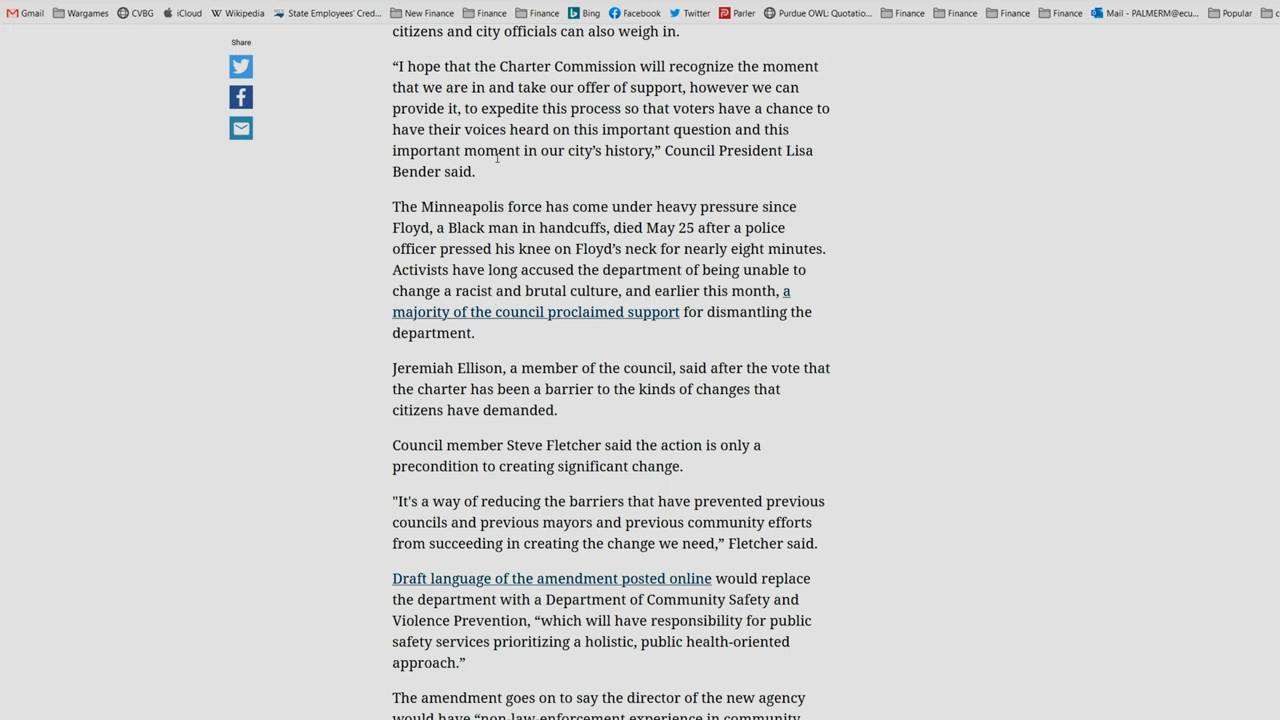 Gmail Wargames CVBG iCloud Wikipedia State Employees' Cred... New Finance Finance Finance Bing Facebook Twitter Parler Purdue OWL: Quotatio... Finance Finance Finance Finance Mail - PALMERM@ecu... Popular
Share
citizens and city officials can also weigh in.
“I hope that the Charter Commission will recognize the moment
that we are in and take our offer of support, however we can
provide it, to expedite this process so that voters have a chance to
have their voices heard on this important question and this
important moment in our city’s history,” Council President Lisa
Bender said.
The Minneapolis force has come under heavy pressure since
Floyd, a Black man in handcuffs, died May 25 after a police
officer pressed his knee on Floyd’s neck for nearly eight minutes.
Activists have long accused the department of being unable to
change a racist and brutal culture, and earlier this month, a
majority of the council proclaimed support for dismantling the
department.
Jeremiah Ellison, a member of the council, said after the vote that
the charter has been a barrier to the kinds of changes that
citizens have demanded.
Council member Steve Fletcher said the action is only a
precondition to creating significant change.
"It's a way of reducing the barriers that have prevented previous
councils and previous mayors and previous community efforts
from succeeding in creating the change we need,” Fletcher said.
Draft language of the amendment posted online would replace
the department with a Department of Community Safety and
Violence Prevention, “which will have responsibility for public
safety services prioritizing a holistic, public health-oriented
approach.”
The amendment goes on to say the director of the new agency
would have “non-law-enforcement experience in community